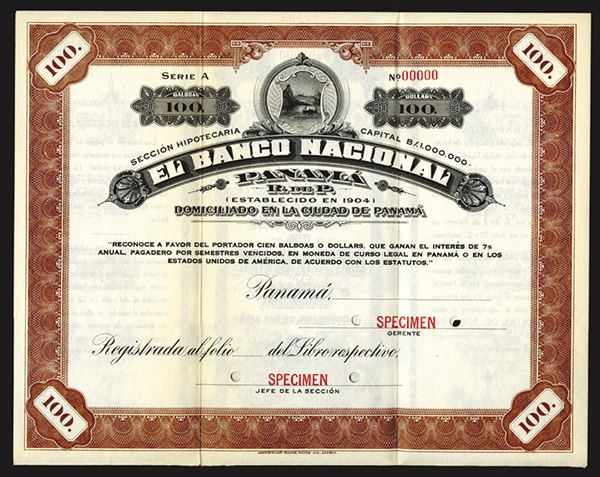 100. 100.
SERIE A Nº00000
BALBOAS DOLLARS
100. 100.
SECCIÓN HIPOTECARIA CAPITAL B/.1,000.000.
EL BANCO NACIONAL
PANAMÁ
R. DE P.
(ESTABLECIDO EN 1904)
DOMICILIADO EN LA CIUDAD DE PANAMÁ
"RECONOCE A FAVOR DEL PORTADOR CIEN BALBOAS O DOLLARS, QUE GANAN EL INTERÉS DE 7%
ANUAL, PAGADERO POR SEMESTRES VENCIDOS, EN MONEDA DE CURSO LEGAL EN PANAMÁ O EN LOS
ESTADOS UNIDOS DE AMÉRICA, DE ACUERDO CON LOS ESTATUTOS."
Panamá,
SPECIMEN
GERENTE
Registrada al folio del Libro respectivo.
SPECIMEN
JEFE DE LA SECCIÓN
100. 100.
AMERICAN BANK NOTE CO. LITHO.